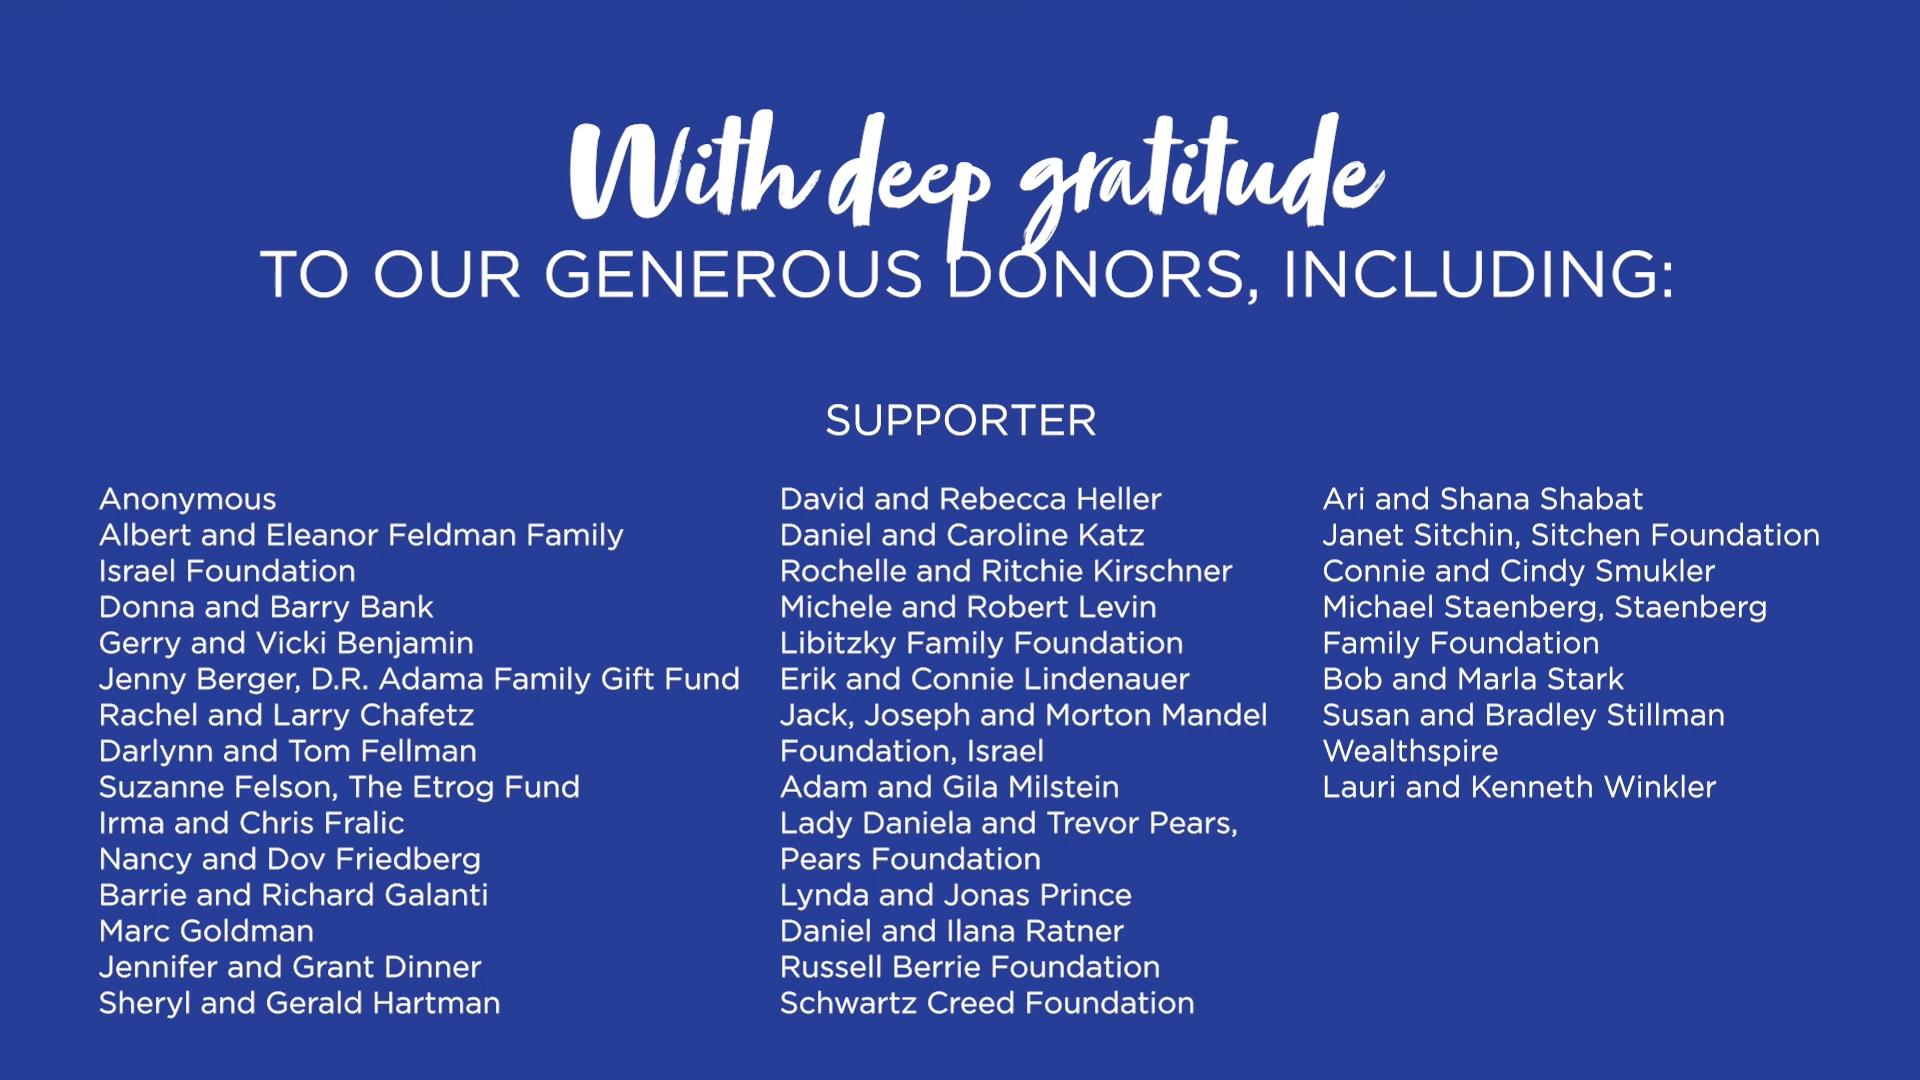 With deep gratitude
TO OUR GENEROUS DONORS, INCLUDING:
SUPPORTER
Anonymous
Albert and Eleanor Feldman Family
Israel Foundation
Donna and Barry Bank
Gerry and Vicki Benjamin
Jenny Berger, D.R. Adama Family Gift Fund
Rachel and Larry Chafetz
Darlynn and Tom Fellman
Suzanne Felson, The Etrog Fund
Irma and Chris Fralic
Nancy and Dov Friedberg
Barrie and Richard Galanti
Marc Goldman
Jennifer and Grant Dinner
Sheryl and Gerald Hartman
David and Rebecca Heller
Daniel and Caroline Katz
Rochelle and Ritchie Kirschner
Michele and Robert Levin
Libitzky Family Foundation
Erik and Connie Lindenauer
Jack, Joseph and Morton Mandel
Foundation, Israel
Adam and Gila Milstein
Lady Daniela and Trevor Pears,
Pears Foundation
Lynda and Jonas Prince
Daniel and Ilana Ratner
Russell Berrie Foundation
Schwartz Creed Foundation
Ari and Shana Shabat
Janet Sitchin, Sitchen Foundation
Connie and Cindy Smukler
Michael Staenberg, Staenberg
Family Foundation
Bob and Marla Stark
Susan and Bradley Stillman
Wealthspire
Lauri and Kenneth Winkler